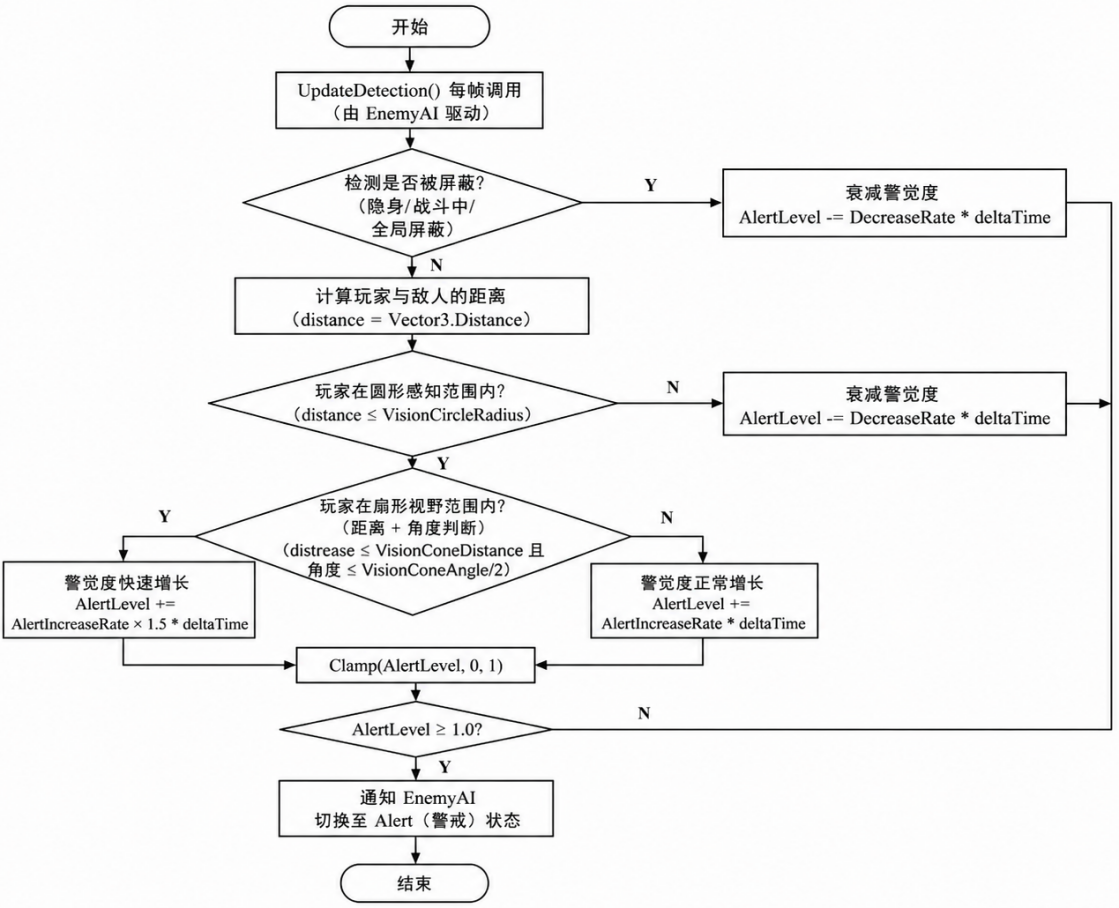 开始
UpdateDetection() 每帧调用
（由 EnemyAI 驱动）
检测是否被屏蔽？
（隐身/战斗中/
全局屏蔽）
Y
衰减警觉度
AlertLevel -= DecreaseRate * deltaTime
N
计算玩家与敌人的距离
（distance = Vector3.Distance）
玩家在圆形感知范围内？
（distance ≤ VisionCircleRadius）
N
衰减警觉度
AlertLevel -= DecreaseRate * deltaTime
Y
玩家在扇形视野范围内？
（距离 + 角度判断）
（distrease ≤ VisionConeDistance 且
角度 ≤ VisionConeAngle/2）
Y
N
警觉度快速增长
AlertLevel +=
AlertIncreaseRate × 1.5 * deltaTime
警觉度正常增长
AlertLevel +=
AlertIncreaseRate * deltaTime
Clamp(AlertLevel, 0, 1)
AlertLevel ≥ 1.0?
N
Y
通知 EnemyAI
切换至 Alert（警戒）状态
结束